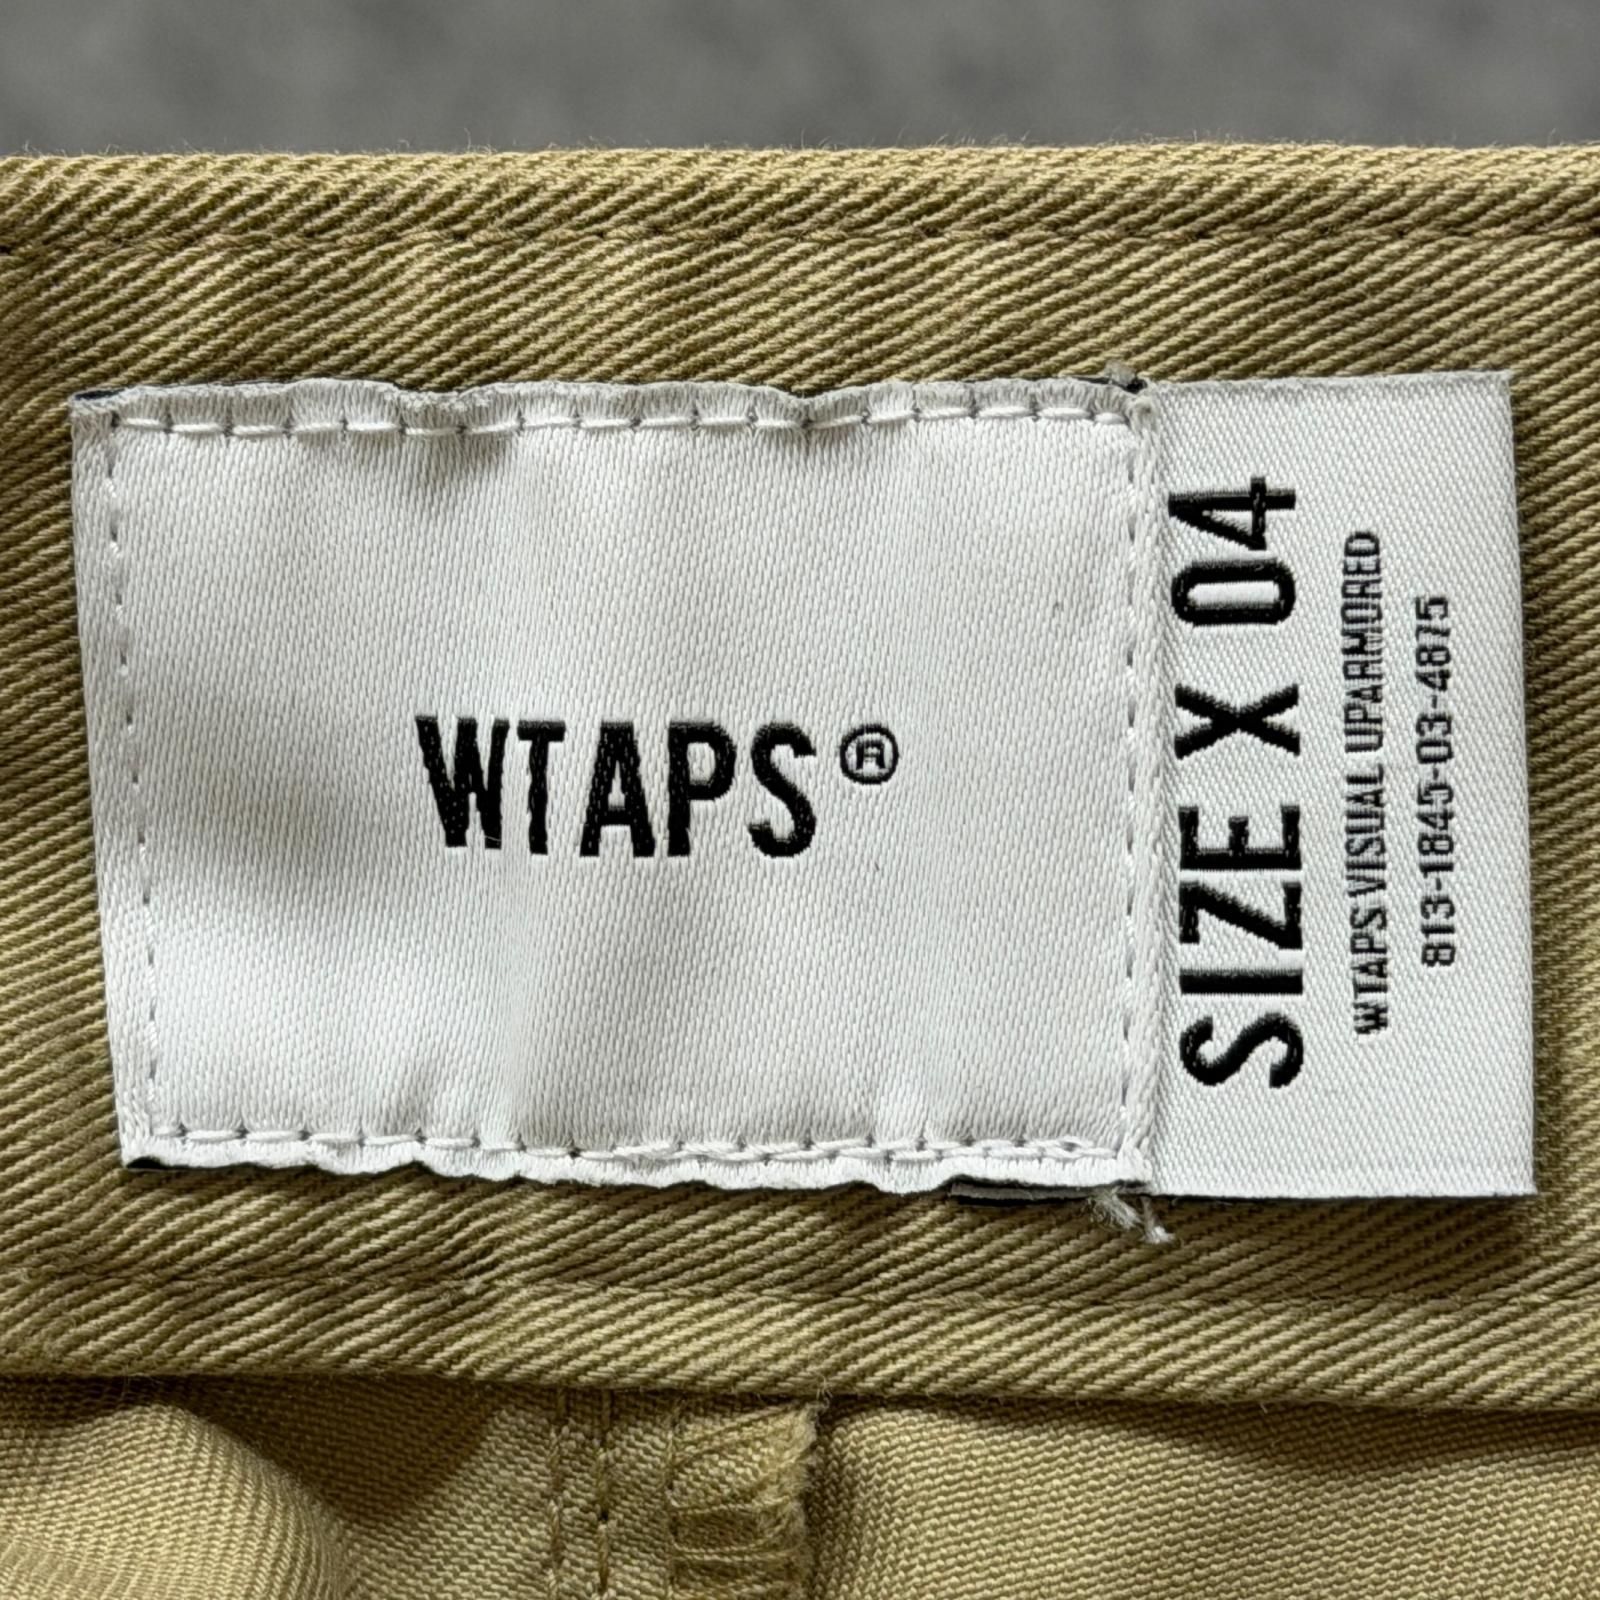 WTAPS®
SIZE X 04
WTAPS VISUAL UPARMORED
813-1845-03-4875